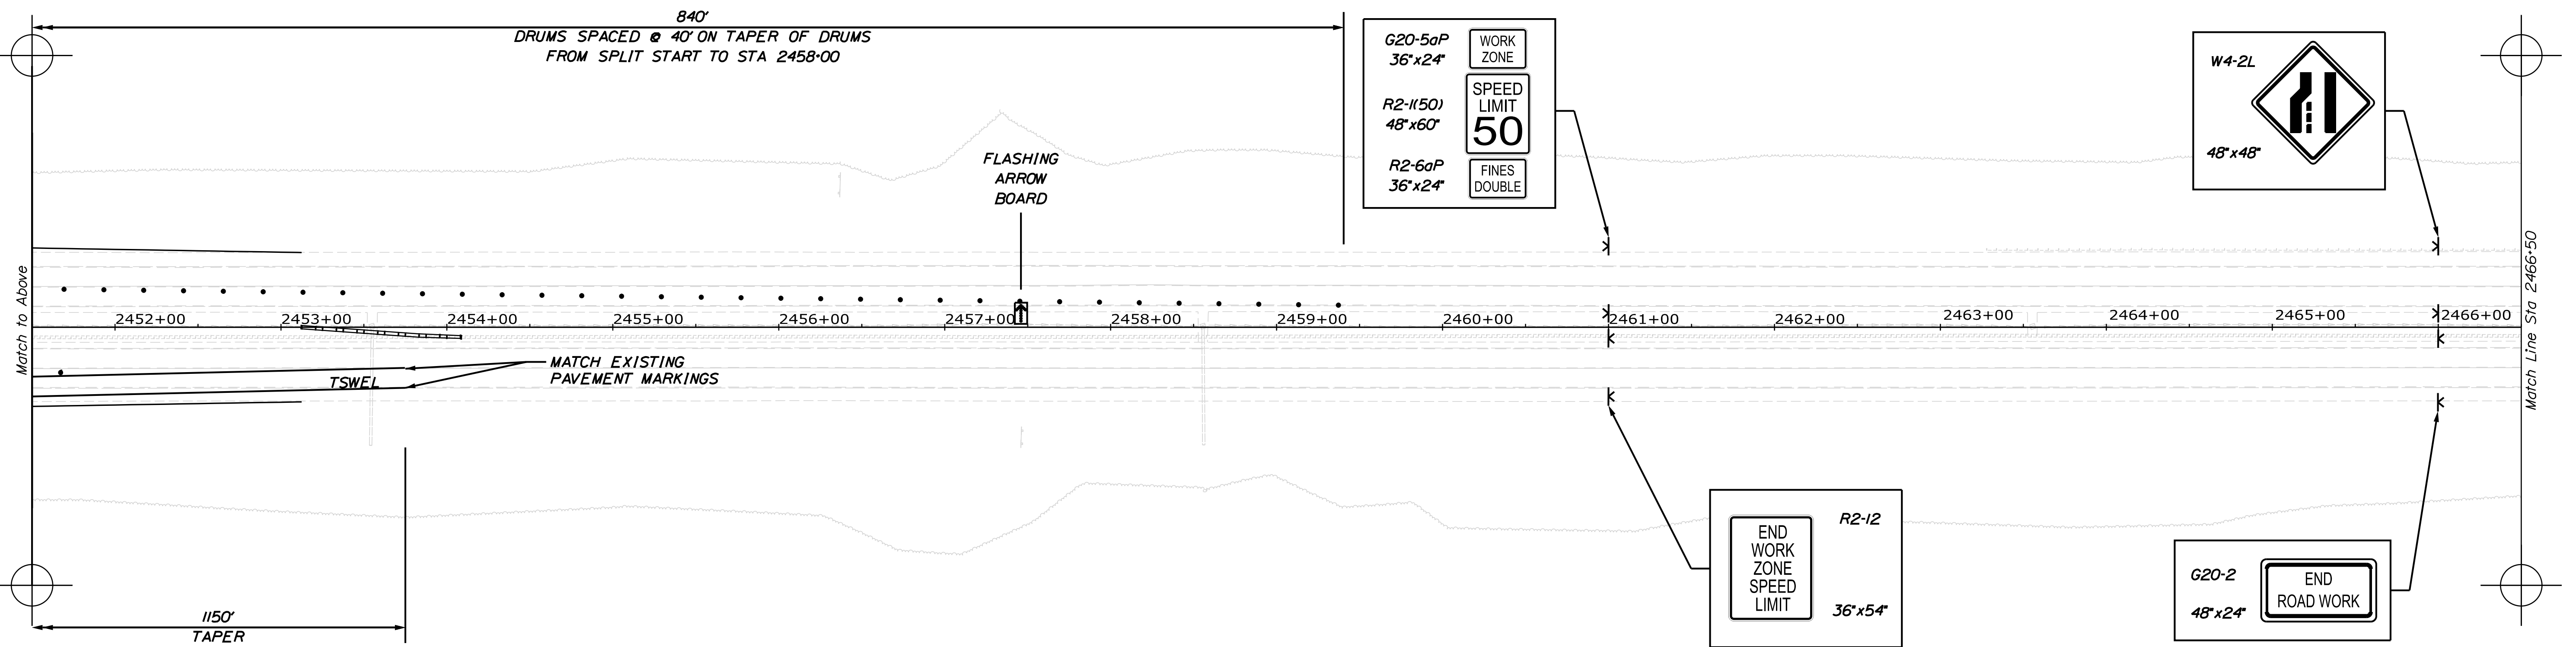 840'
DRUMS SPACED @ 40' ON TAPER OF DRUMS
FROM SPLIT START TO STA 2458+00
G20-5aP
36"x24"
WORK
ZONE
R2-1(50)
48"x60"
SPEED
LIMIT
50
R2-6aP
36"x24"
FINES
DOUBLE
W4-2L
48"x48"
FLASHING
ARROW
BOARD
Match to Above
2452+00 2453+00 2454+00 2455+00 2456+00 2457+00 2458+00 2459+00 2460+00 2461+00 2462+00 2463+00 2464+00 2465+00 2466+00
Match Line Sta 2466+50
TSWEL
MATCH EXISTING
PAVEMENT MARKINGS
1150'
TAPER
END
WORK
ZONE
SPEED
LIMIT
R2-12
36"x54"
G20-2
48"x24"
END
ROAD WORK